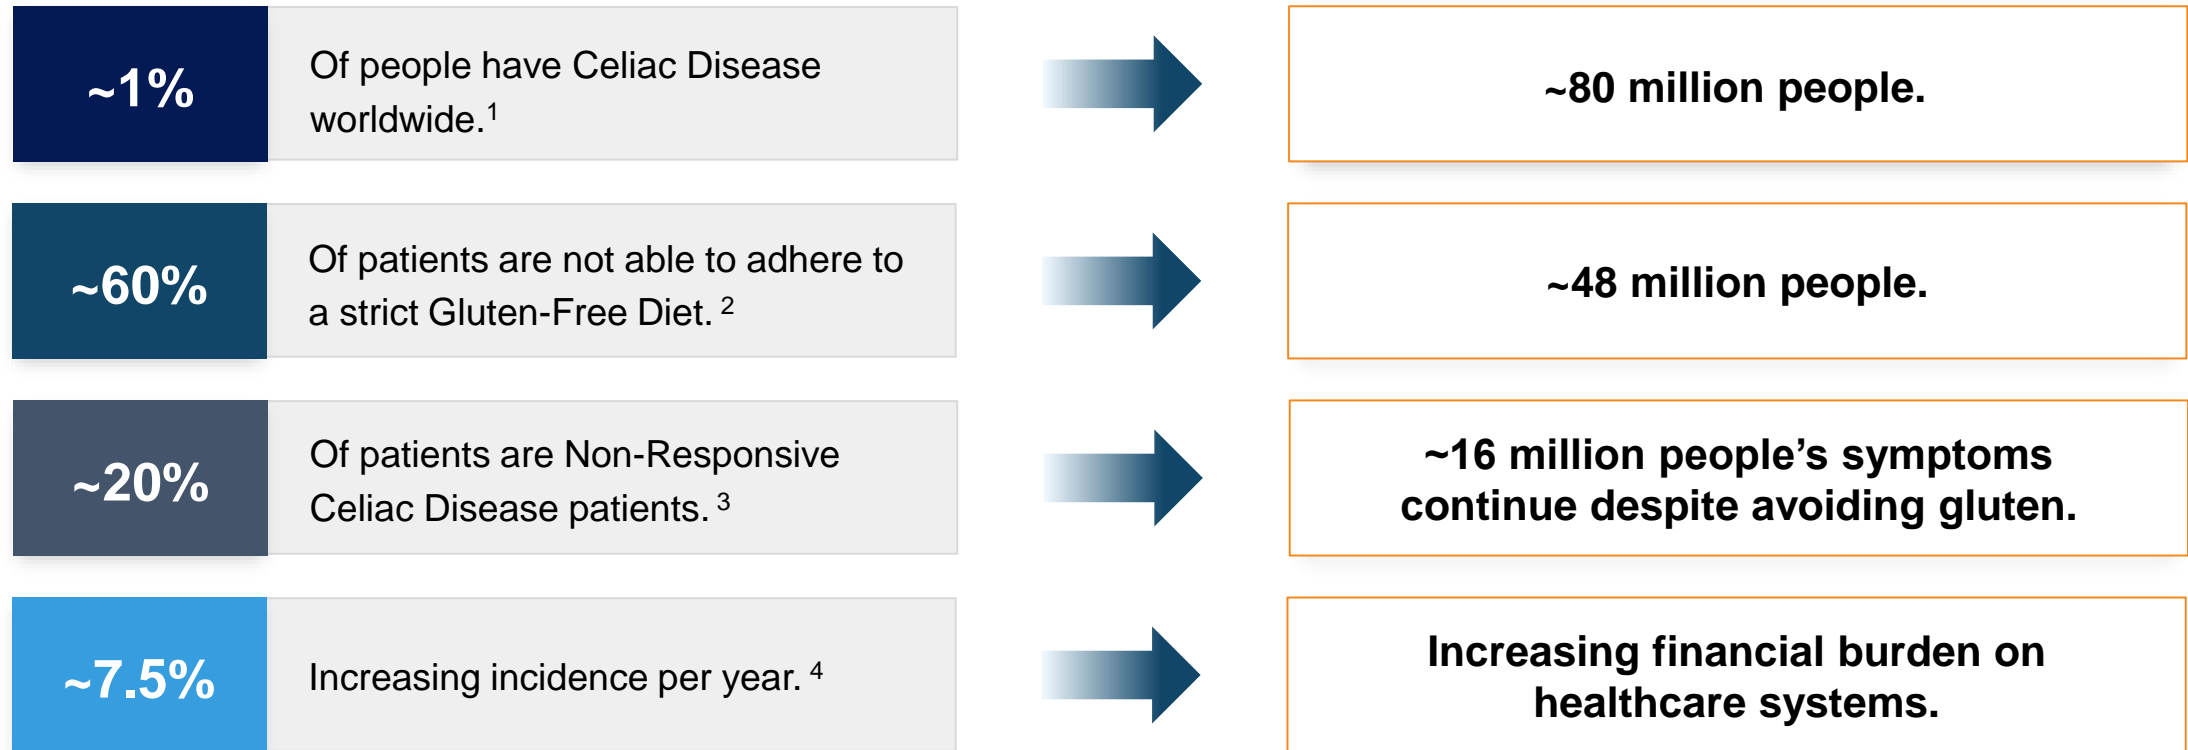 ~1%
Of people have Celiac Disease
worldwide.¹
~80 million people.
~60%
Of patients are not able to adhere to
a strict Gluten-Free Diet. ²
~48 million people.
~20%
Of patients are Non-Responsive
Celiac Disease patients. ³
~16 million people’s symptoms
continue despite avoiding gluten.
~7.5%
Increasing incidence per year. ⁴
Increasing financial burden on
healthcare systems.